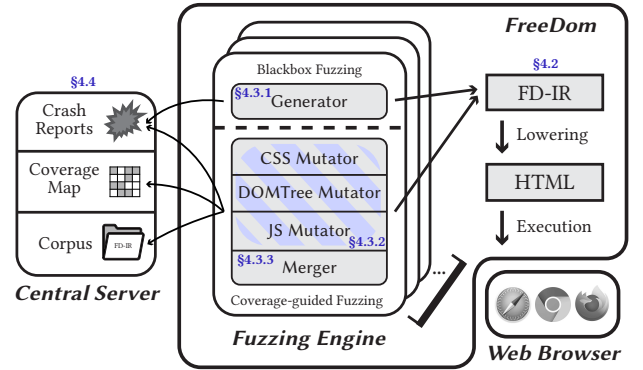 FreeDom
§4.4
Crash
Reports
Coverage
Map
Corpus
FD-IR
Central Server
Blackbox Fuzzing
§4.3.1
Generator
CSS Mutator
DOMTree Mutator
JS Mutator
§4.3.2
§4.3.3
Merger
Coverage-guided Fuzzing
...
Fuzzing Engine
§4.2
FD-IR
Lowering
HTML
Execution
Web Browser